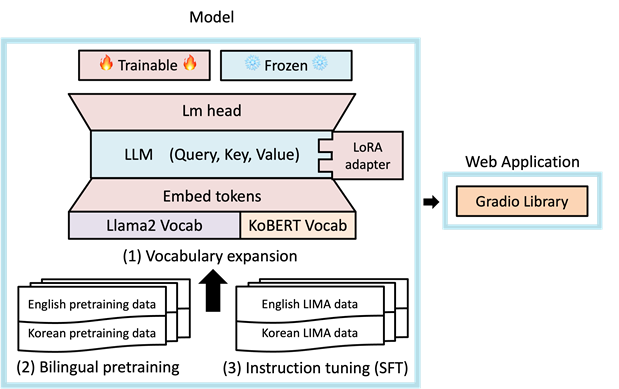 Model
Trainable
Frozen
Lm head
LLM (Query, Key, Value)
LoRA
adapter
Embed tokens
Llama2 Vocab
KoBERT Vocab
(1) Vocabulary expansion
English pretraining data
Korean pretraining data
(2) Bilingual pretraining
English LIMA data
Korean LIMA data
(3) Instruction tuning (SFT)
Web Application
Gradio Library